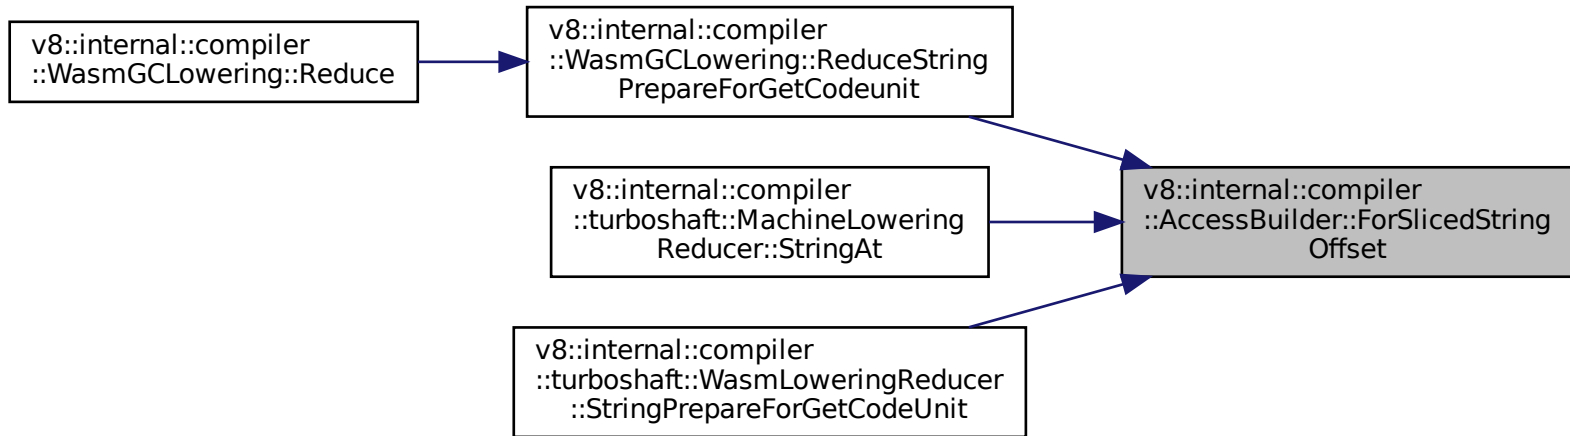 v8::internal::compiler
::WasmGCLowering::Reduce
v8::internal::compiler
::WasmGCLowering::ReduceString
PrepareForGetCodeunit
v8::internal::compiler
::turboshaft::MachineLowering
Reducer::StringAt
v8::internal::compiler
::turboshaft::WasmLoweringReducer
::StringPrepareForGetCodeUnit
v8::internal::compiler
::AccessBuilder::ForSlicedString
Offset